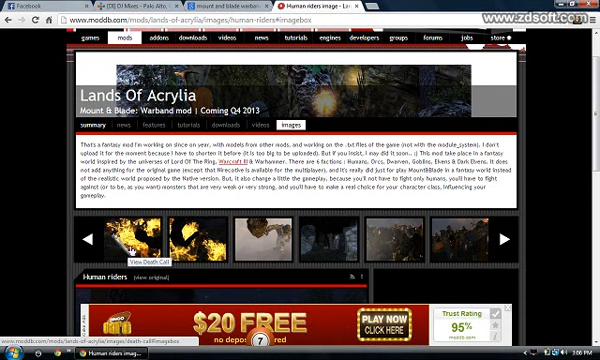 www.zdsoft.com
Facebook
[DJ] DJ Mixes - Palo Alto,
mount and blade warban
Human riders image - Lan
www.moddb.com/mods/lands-of-acrylia/images/human-riders#imagebox
games mods addons downloads videos news tutorials engines developers groups forums jobs store
Lands Of Acrylia
Mount & Blade: Warband mod | Coming Q4 2013
summary news features tutorials downloads videos images
Thats a fantasy mod I'm working on since on year, with models from other mods, and working on the .txt files of the game (not with the module_system). I don't
upload it for the moment because I have to shorten it before (it is too big to be uploaded). But if you insist, I may did it soon.. :) This mod take place in a fantasy
world inspired by the universes of Lord Of The Ring, Warcraft III & Warhammer. There are 6 factions : Humans, Orcs, Dwarven, Goblins, Elvens & Dark Elvens. It does
not add anything for the original game (except that Wrecotive is available for the multiplayer), and it's really did just for play Mount&Blade in a fantasy world instead
of the realistic world proposed by the Native version. But, it also change a little the gameplay, because you'll not have to fight only humans, you'll have to fight
against (or to be, as you want) monsters that are very weak or very strong, and you'll have to make a real choice for your character class, influencing your
gameplay.
View Death Call
Human riders (view original)
BINGO
$20 FREE
PLAY NOW
CLICK HERE
Trust Rating
95%
7
www.moddb.com/mods/lands-of-acrylia/images/death-call#imagebox
Human riders imag...
3:06 PM